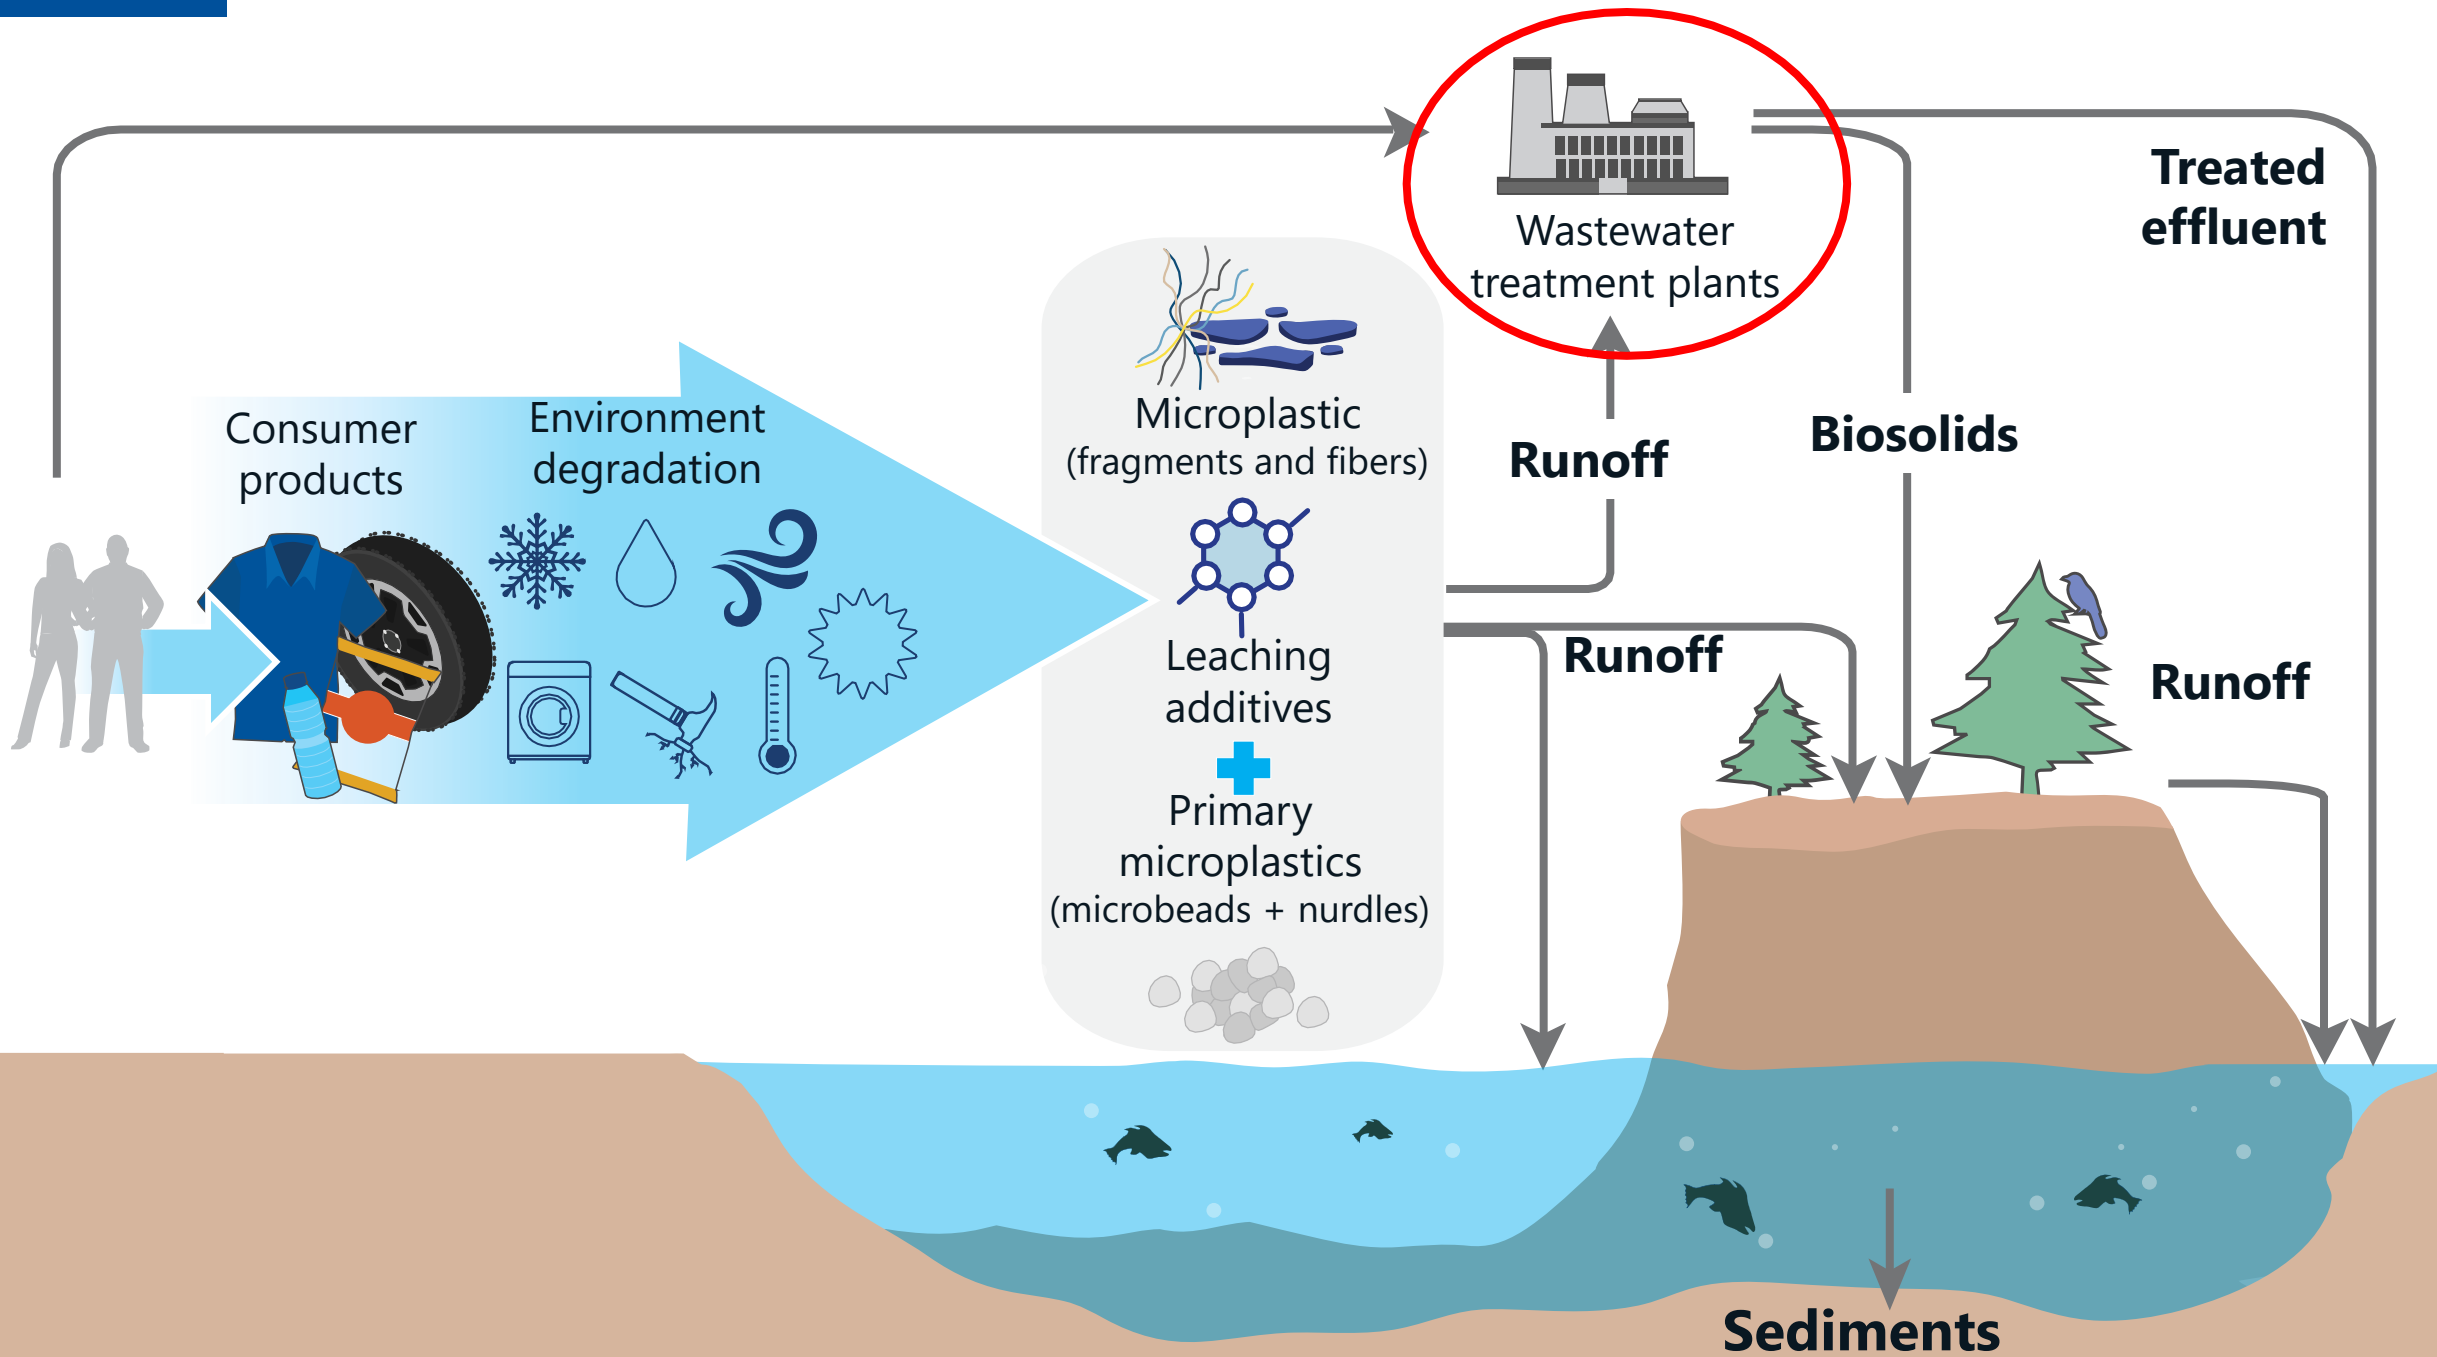 Consumer
products
Environment
degradation
Microplastic
(fragments and fibers)
Leaching
additives
Primary
microplastics
(microbeads + nurdles)
Wastewater
treatment plants
Runoff
Runoff
Biosolids
Treated
effluent
Runoff
Sediments